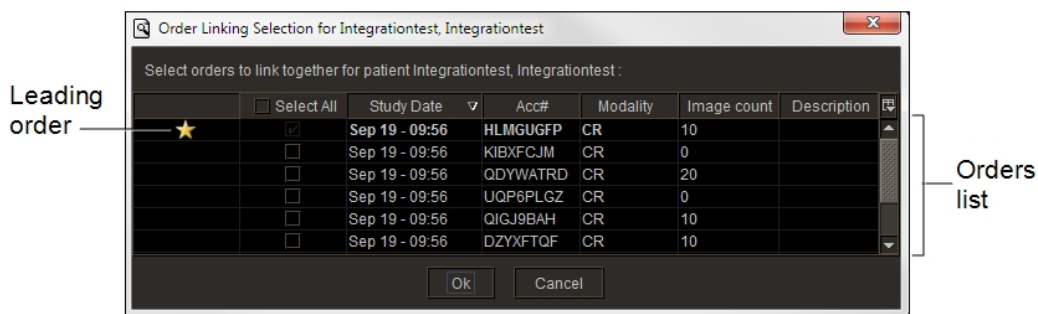 Order Linking Selection for Integrationtest, Integrationtest
Select orders to link together for patient Integrationtest, Integrationtest :
Leading order
Select All Study Date Acc# Modality Image count Description
Sep 19 - 09:56 HLMGUGFP CR 10
Sep 19 - 09:56 KIBXFCJM CR 0
Sep 19 - 09:56 QDYWATRD CR 20
Sep 19 - 09:56 UQP6PLGZ CR 0
Sep 19 - 09:56 QIGJ9BAH CR 10
Sep 19 - 09:56 DZYXFTQF CR 10
Orders list
Ok Cancel